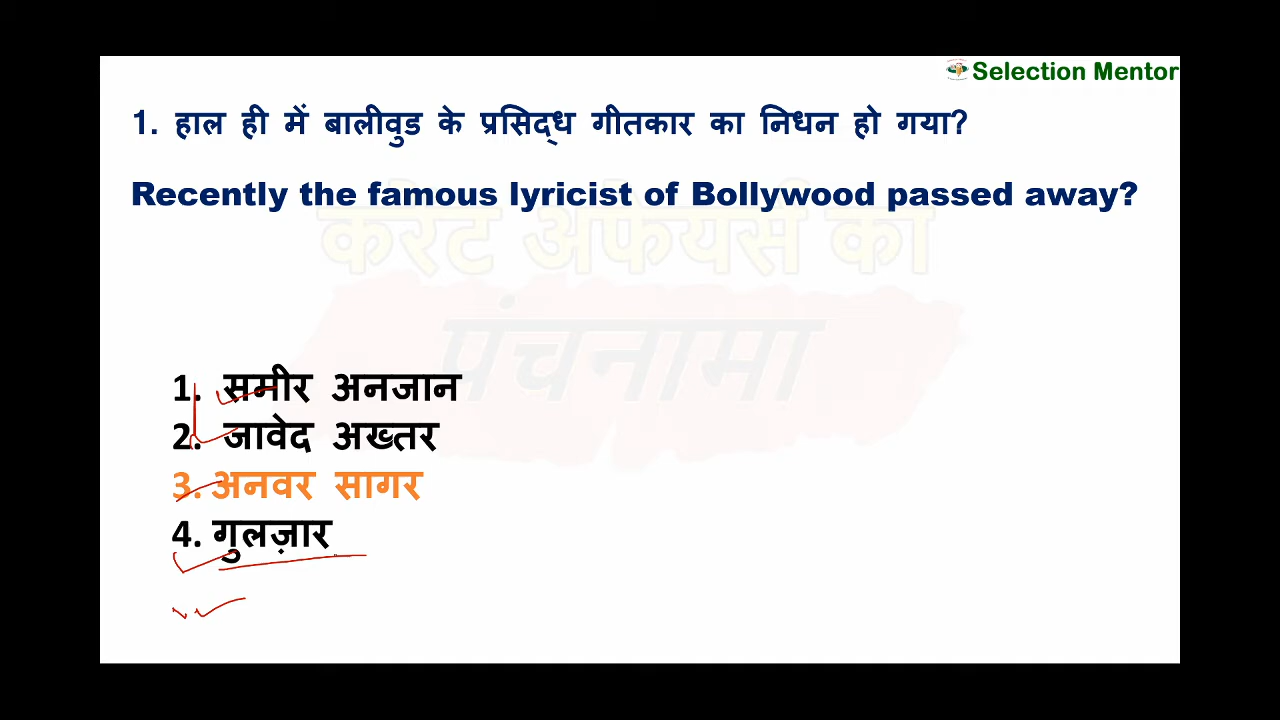 Selection Mentor
1. हाल ही में बालीवुड के प्रसिद्ध गीतकार का निधन हो गया?
Recently the famous lyricist of Bollywood passed away?
करेंट अफेयर्स का
पंचनामा
1. समीर अनजान
2. जावेद अख्तर
3. अनवर सागर
4. गुलज़ार